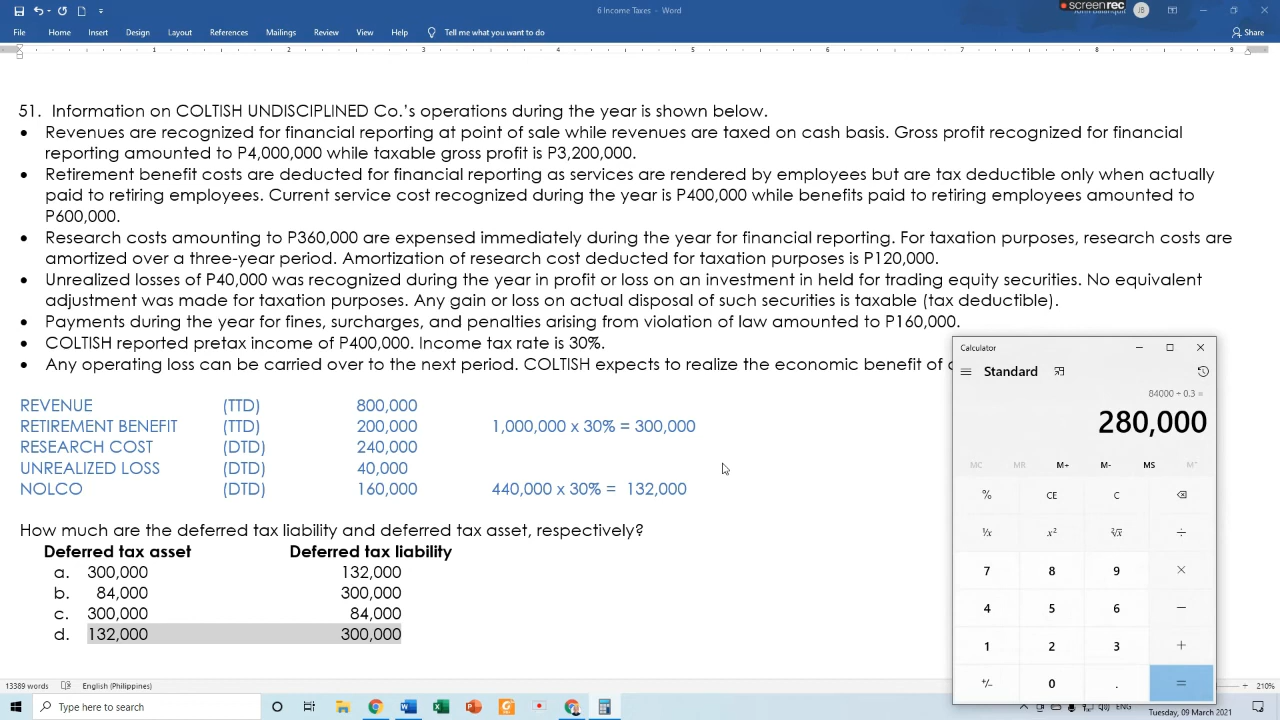 6 Income Taxes - Word
screenrec
JB
File Home Insert Design Layout References Mailings Review View Help Tell me what you want to do
Share
1 2 3 4 5 6 7 8 9
51. Information on COLTISH UNDISCIPLINED Co.'s operations during the year is shown below.
• Revenues are recognized for financial reporting at point of sale while revenues are taxed on cash basis. Gross profit recognized for financial
reporting amounted to P4,000,000 while taxable gross profit is P3,200,000.
• Retirement benefit costs are deducted for financial reporting as services are rendered by employees but are tax deductible only when actually
paid to retiring employees. Current service cost recognized during the year is P400,000 while benefits paid to retiring employees amounted to
P600,000.
• Research costs amounting to P360,000 are expensed immediately during the year for financial reporting. For taxation purposes, research costs are
amortized over a three-year period. Amortization of research cost deducted for taxation purposes is P120,000.
• Unrealized losses of P40,000 was recognized during the year in profit or loss on an investment in held for trading equity securities. No equivalent
adjustment was made for taxation purposes. Any gain or loss on actual disposal of such securities is taxable (tax deductible).
• Payments during the year for fines, surcharges, and penalties arising from violation of law amounted to P160,000.
• COLTISH reported pretax income of P400,000. Income tax rate is 30%.
• Any operating loss can be carried over to the next period. COLTISH expects to realize the economic benefit of
REVENUE (TTD) 800,000
RETIREMENT BENEFIT (TTD) 200,000 1,000,000 x 30% = 300,000
RESEARCH COST (DTD) 240,000
UNREALIZED LOSS (DTD) 40,000
NOLCO (DTD) 160,000 440,000 x 30% = 132,000
How much are the deferred tax liability and deferred tax asset, respectively?
Deferred tax asset Deferred tax liability
a. 300,000 132,000
b. 84,000 300,000
c. 300,000 84,000
d. 132,000 300,000
Calculator
Standard
84000 ÷ 0.3 =
280,000
MC MR M+ M- MS M˅
% CE C
¹/x x² ²√x ÷
7 8 9 ×
4 5 6 −
1 2 3 +
+/- 0 . =
13389 words English (Philippines) + 210%
Type here to search
ENG
Tuesday, 09 March 2021